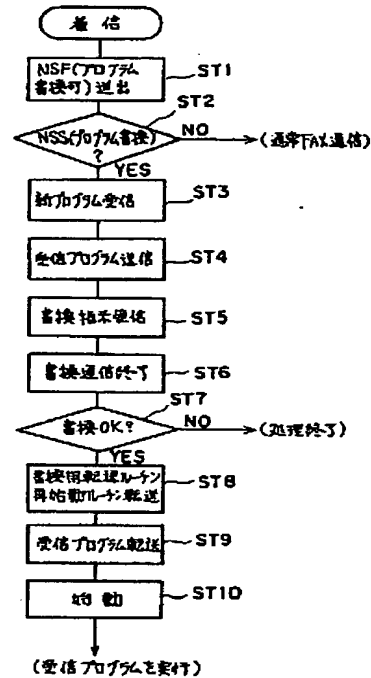 着信
NSF(プログラム
書換可)送出
ST1
ST2
NSS(プログラム書換)
?
NO
(通常FAX通信)
YES
新プログラム受信
ST3
受信プログラム送信
ST4
書換指示受信
ST5
書換通信終了
ST6
ST7
書換OK?
NO
(処理終了)
YES
書換用転送ルーチン
再始動ルーチン転送
ST8
受信プログラム転送
ST9
始動
ST10
(受信プログラムを実行)